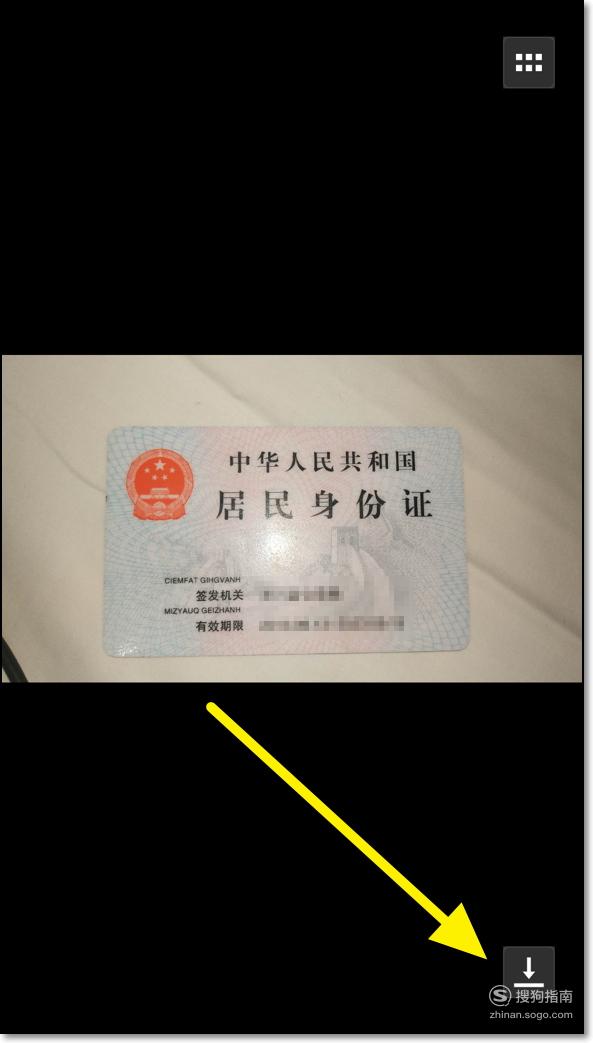 中华人民共和国
居民身份证
CIEMFAT GIHGVANH
签发机关
MIZYAUQ GEIZHANH
有效期限
搜狗指南
zhinan.sogo.com